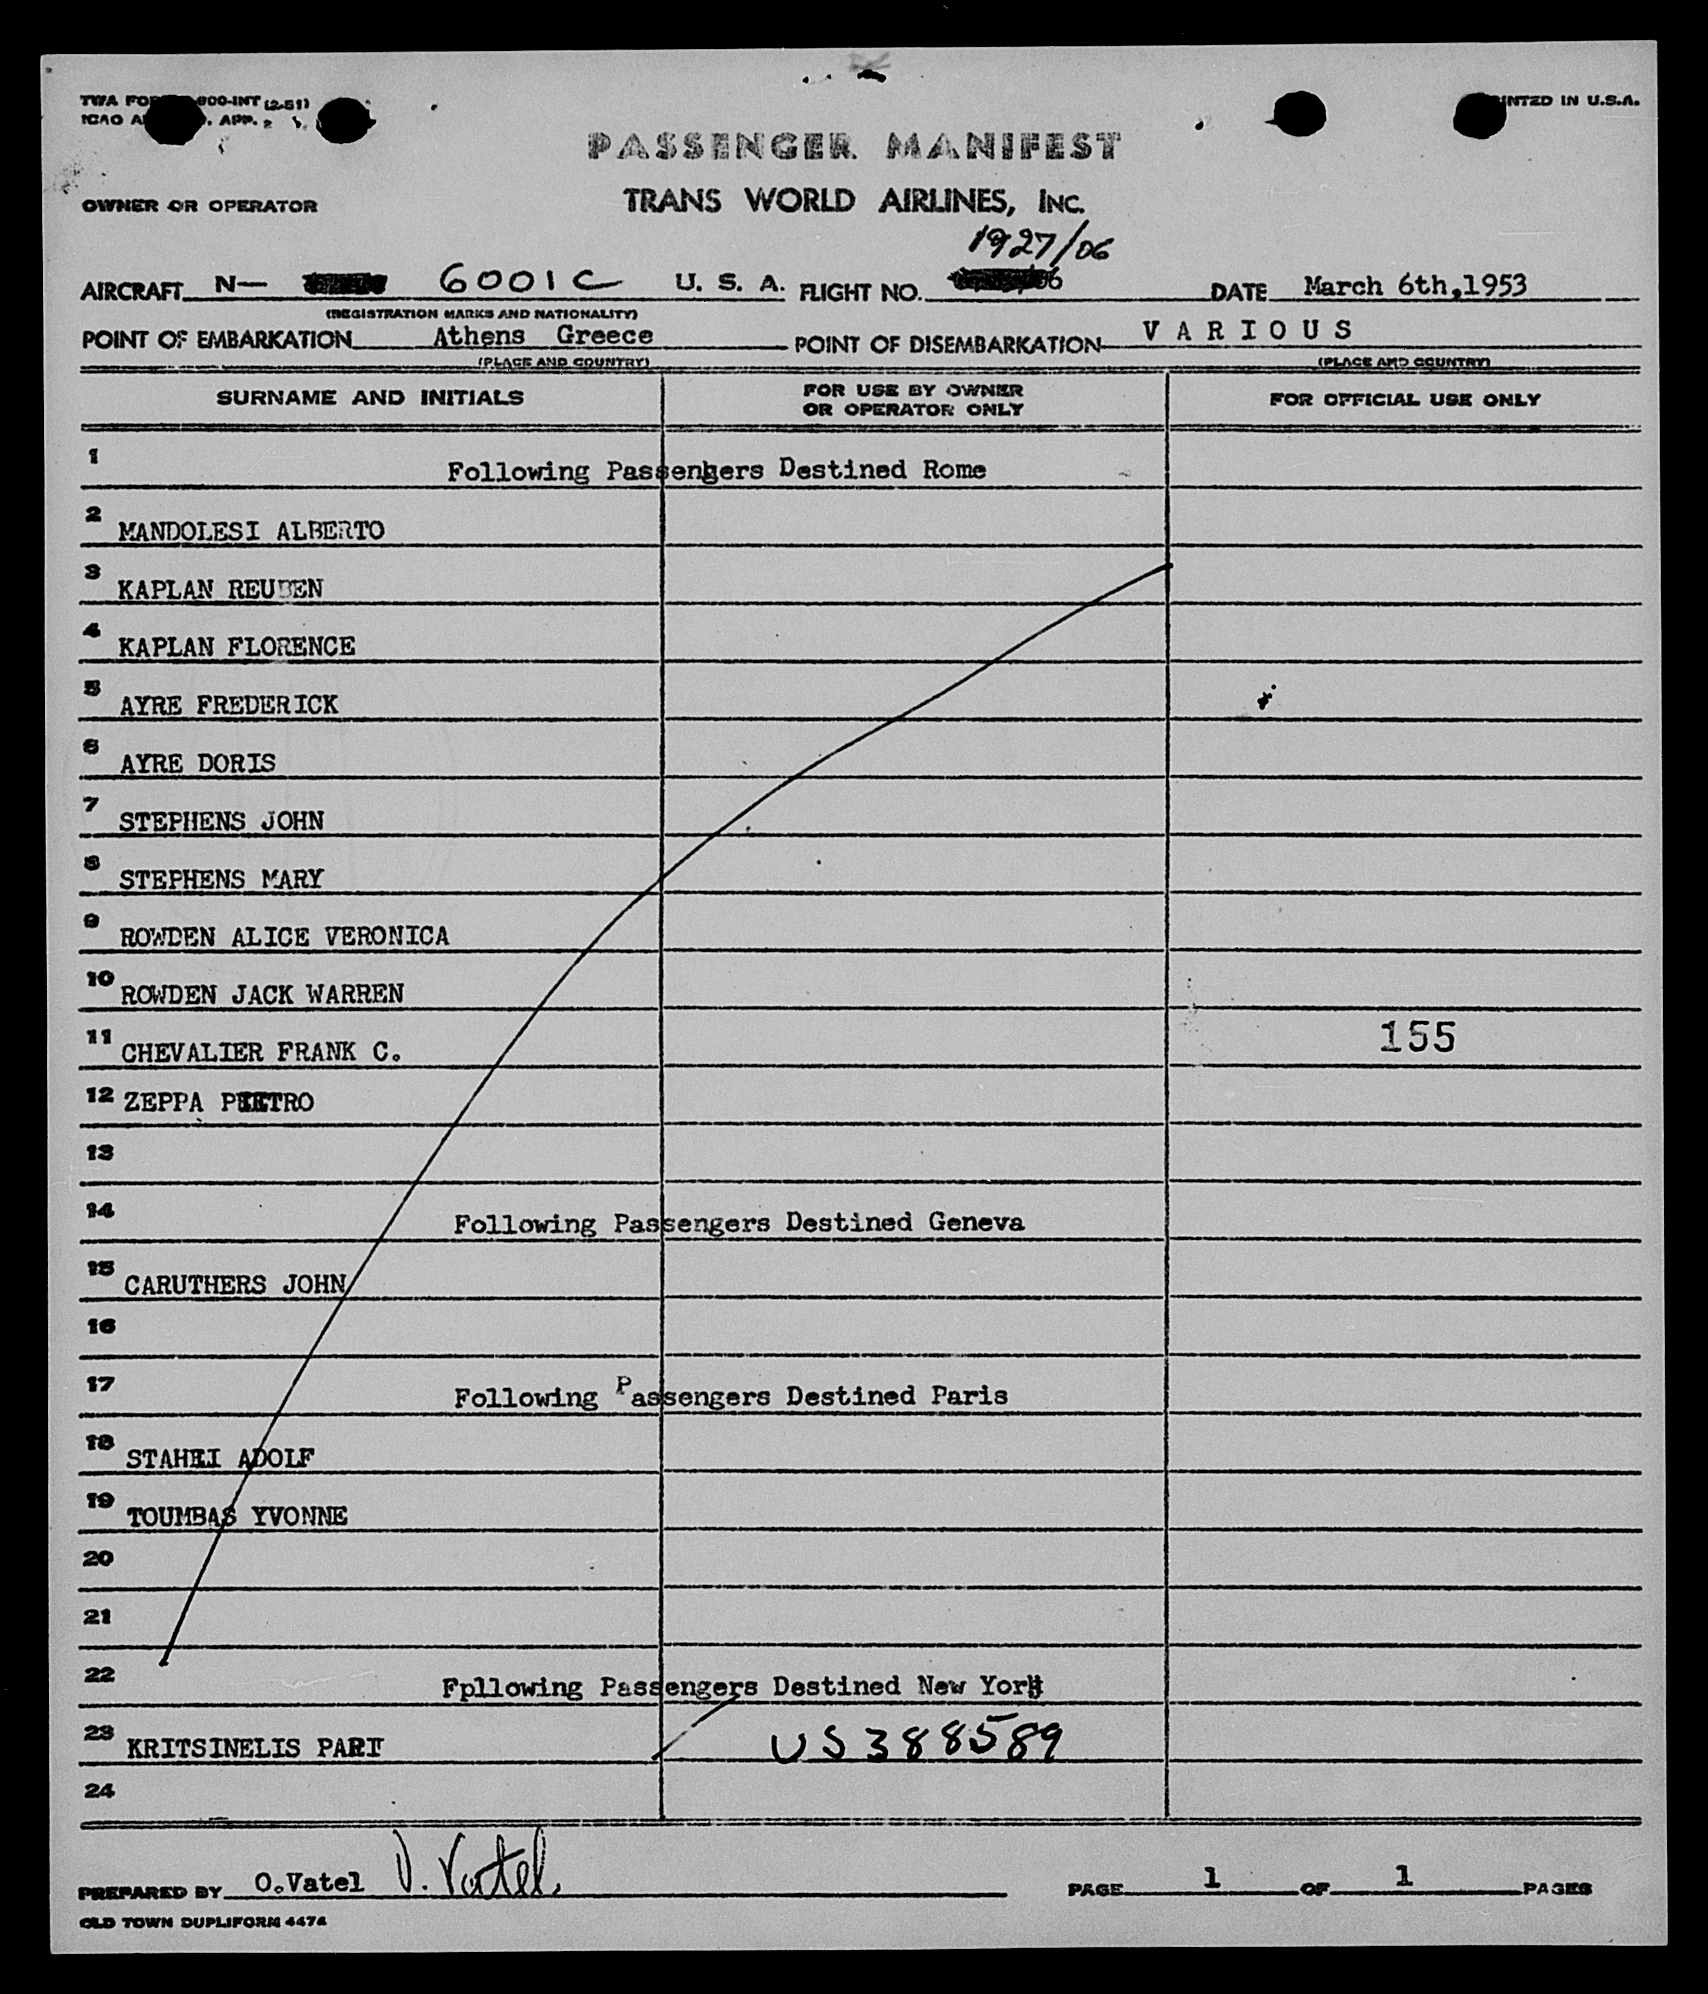 TWA FO 800-INT (2-51) PRINTED IN U.S.A.
ICAO A . APP. 2
PASSENGER MANIFEST
OWNER OR OPERATOR TRANS WORLD AIRLINES, INC.
1927/06
AIRCRAFT N— 6001C U. S. A. FLIGHT NO. DATE March 6th,1953
(REGISTRATION MARKS AND NATIONALITY)
POINT OF EMBARKATION Athens Greece POINT OF DISEMBARKATION V A R I O U S
(PLACE AND COUNTRY) (PLACE AND COUNTRY)
SURNAME AND INITIALS FOR USE BY OWNER OR OPERATOR ONLY FOR OFFICIAL USE ONLY
1 Following Passengers Destined Rome
2 MANDOLESI ALBERTO
3 KAPLAN REUBEN
4 KAPLAN FLORENCE
5 AYRE FREDERICK
6 AYRE DORIS
7 STEPHENS JOHN
8 STEPHENS MARY
9 ROWDEN ALICE VERONICA
10 ROWDEN JACK WARREN
11 CHEVALIER FRANK C. 155
12 ZEPPA PIETRO
13
14 Following Passengers Destined Geneva
15 CARUTHERS JOHN
16
17 Following Passengers Destined Paris
18 STAHEI ADOLF
19 TOUMBAS YVONNE
20
21
22 Fpllowing Passengers Destined New York
23 KRITSINELIS US388589
24
PREPARED BY O.Vatel O. Vatel. PAGE 1 OF 1 PAGES
OLD TOWN DUPLIFORM 4474